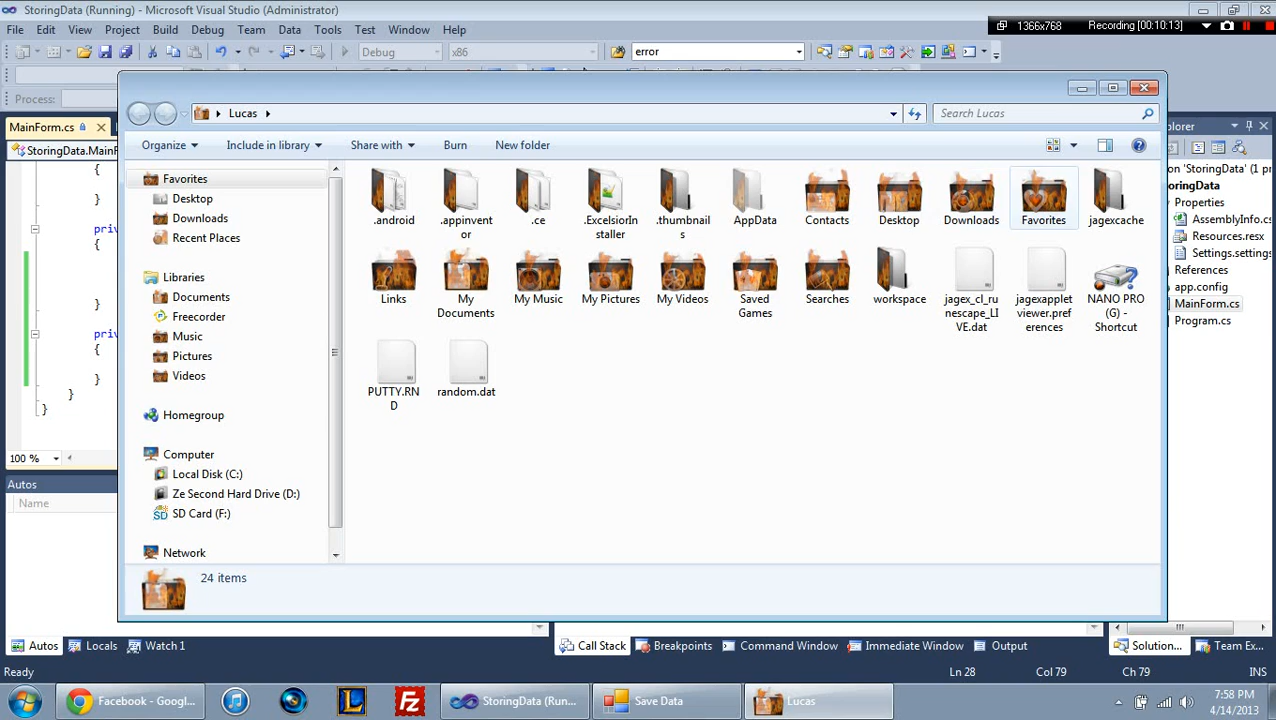 StoringData (Running) - Microsoft Visual Studio (Administrator)
File Edit View Project Build Debug Team Data Tools Test Window Help
1366x768 Recording [00:10:13]
Debug x86 error
Process:
MainForm.cs
StoringData.MainF
Lucas
Search Lucas
Organize Include in library Share with Burn New folder
Favorites
Desktop
Downloads
Recent Places
Libraries
Documents
Freecorder
Music
Pictures
Videos
Homegroup
Computer
Local Disk (C:)
Ze Second Hard Drive (D:)
SD Card (F:)
Network
.android
.appinvent
or
.ce
.ExcelsiorIn
staller
.thumbnail
s
AppData
Contacts
Desktop
Downloads
Favorites
jagexcache
Links
My
Documents
My Music
My Pictures
My Videos
Saved
Games
Searches
workspace
jagex_cl_ru
nescape_LI
VE.dat
jagexapplet
viewer.pref
erences
NANO PRO
(G) -
Shortcut
PUTTY.RN
D
random.dat
24 items
{
}
priv
{
}
priv
{
}
}
}
100 %
Autos
Name
xplorer
on 'StoringData' (1 pr
toringData
Properties
AssemblyInfo.cs
Resources.resx
Settings.settings
References
app.config
MainForm.cs
Program.cs
Autos Locals Watch 1
Call Stack Breakpoints Command Window Immediate Window Output
Solution... Team Ex...
Ready Ln 28 Col 79 Ch 79 INS
Facebook - Googl...
StoringData (Run...
Save Data
Lucas
7:58 PM
4/14/2013